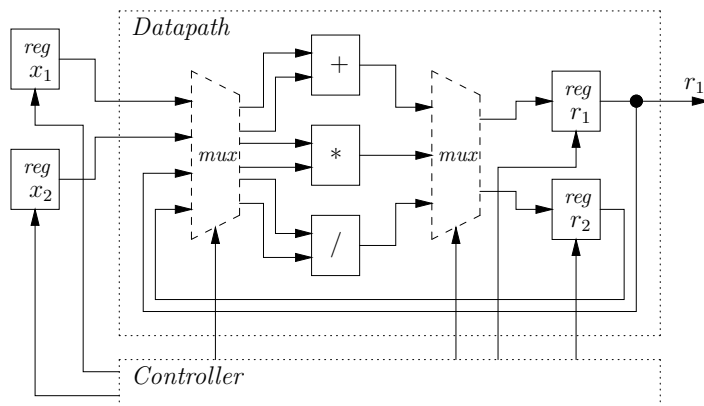 Datapath
reg
x1
reg
x2
mux
+
*
/
mux
reg
r1
reg
r2
r1
Controller